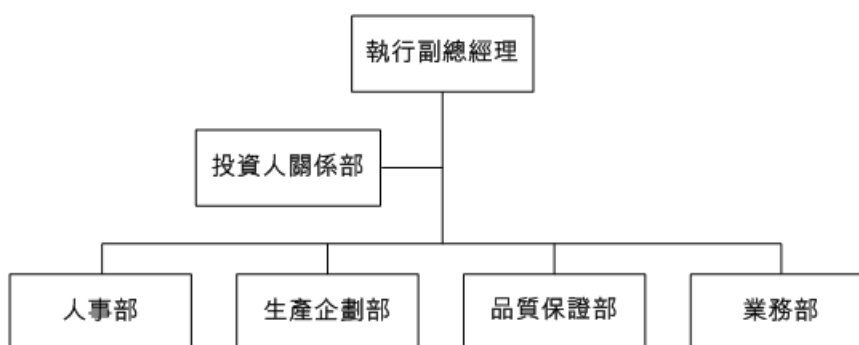 執行副總經理
投資人關係部
人事部
生產企劃部
品質保證部
業務部